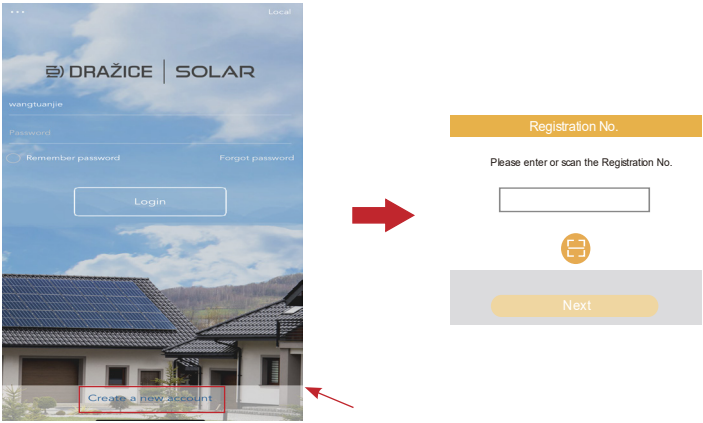 Local
DRAŽICE | SOLAR
wangtuanjie
Password
Remember password Forgot password
Login
Create a new account
Registration No.
Please enter or scan the Registration No.
Next